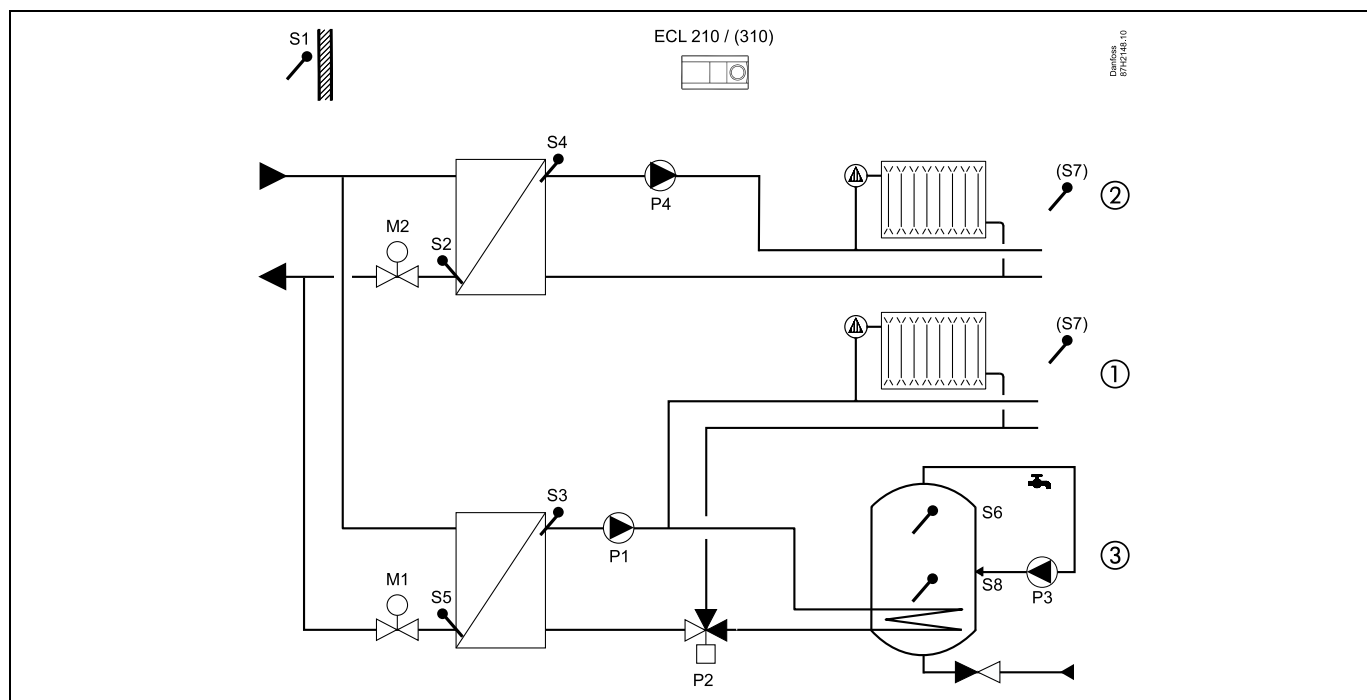 S1
ECL 210 / (310)
Danfoss
87H2148.10
S4
P4
(S7)
②
M2
S2
(S7)
①
S3
P1
S6
③
M1
S5
S8
P3
P2